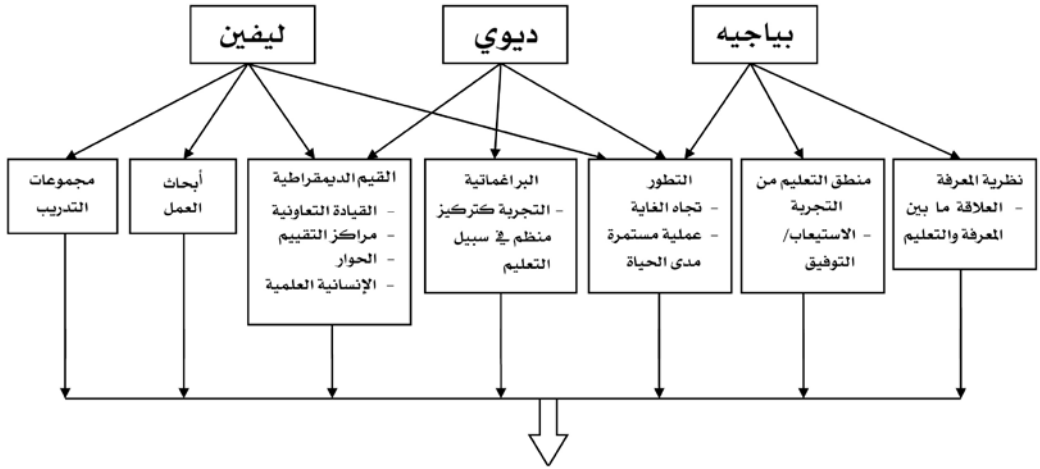 بياجيه
ديوي
ليفين
نظرية المعرفة
- العلاقة ما بين
المعرفة والتعليم
منطق التعليم من
التجربة
- الاستيعاب/
التوفيق
التطور
- تجاه الغاية
- عملية مستمرة
مدى الحياة
البراغماتية
- التجربة كتركيز
منظم في سبيل
التعليم
القيم الديمقراطية
- القيادة التعاونية
- مراكز التقييم
- الحوار
- الإنسانية العلمية
أبحاث
العمل
مجموعات
التدريب